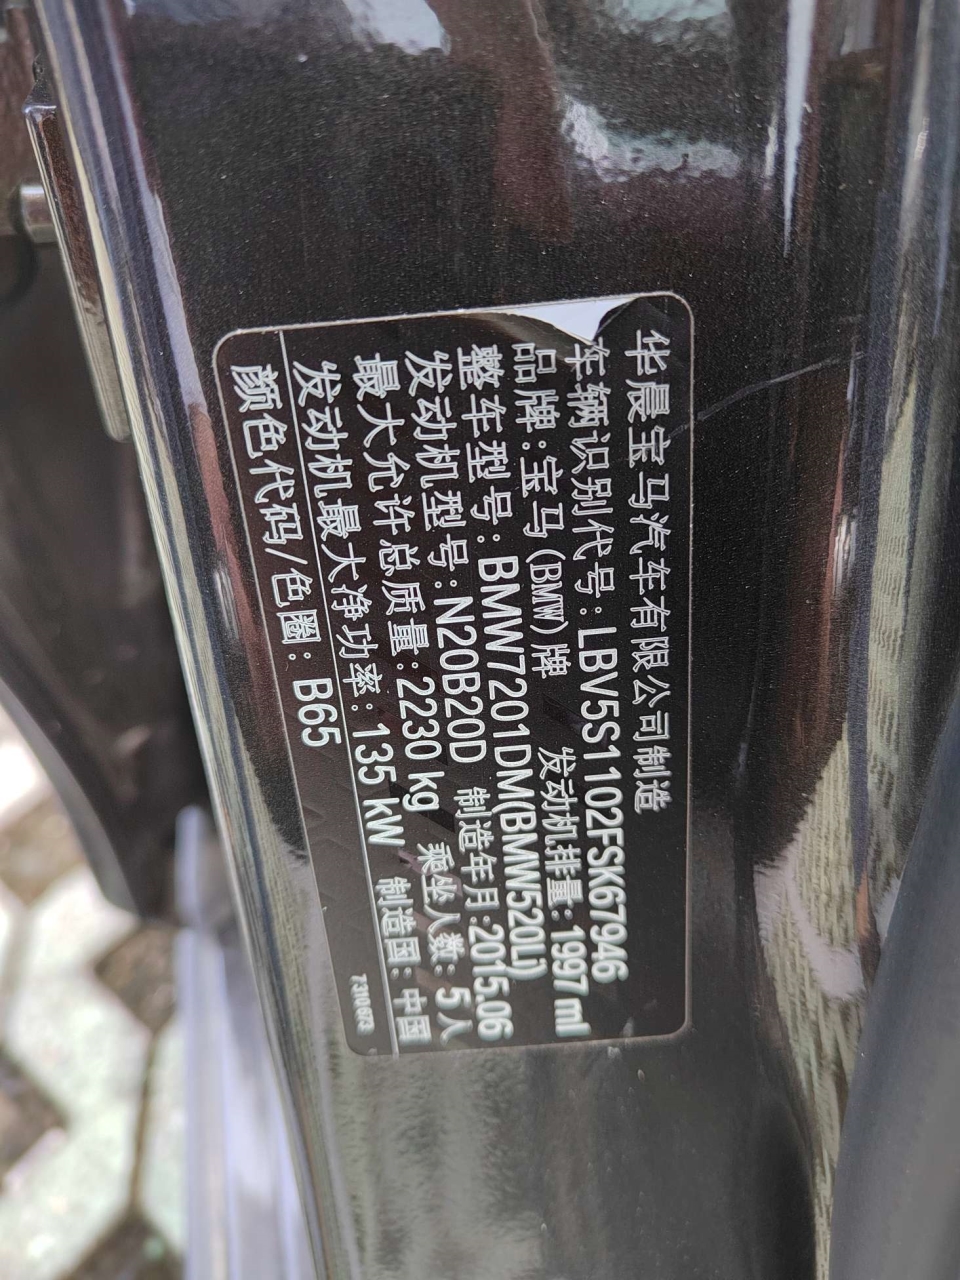 华晨宝马汽车有限公司制造
车辆识别代号:LBV5S1102FSK67946
品牌:宝马(BMW)牌 发动机排量:1997 ml
整车型号:BMW7201DM(BMW520Li)
发动机型号:N20B20D 制造年月:2015.06
最大允许总质量:2230 kg 乘坐人数:5人
发动机最大净功率:135 kW 制造国:中国
颜色代码/色圈: B65